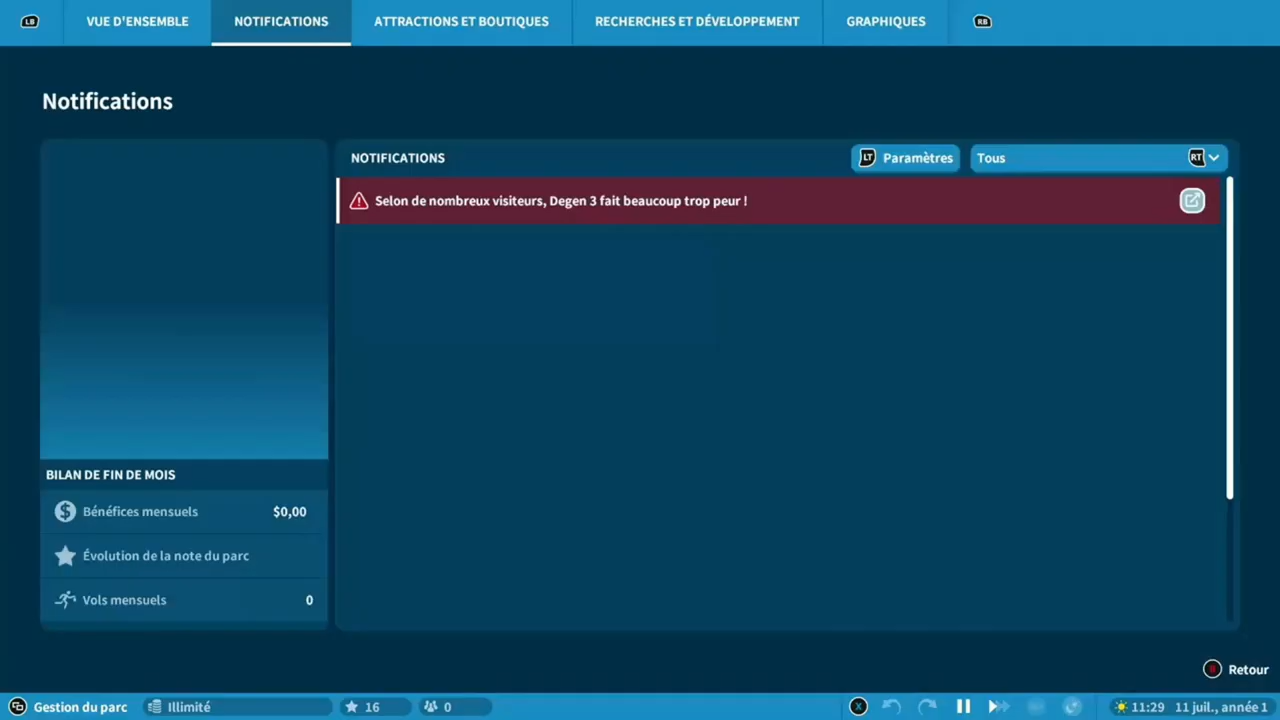 LB
VUE D'ENSEMBLE
NOTIFICATIONS
ATTRACTIONS ET BOUTIQUES
RECHERCHES ET DÉVELOPPEMENT
GRAPHIQUES
RB
Notifications
NOTIFICATIONS
LT Paramètres
Tous RT
Selon de nombreux visiteurs, Degen 3 fait beaucoup trop peur !
BILAN DE FIN DE MOIS
Bénéfices mensuels $0,00
Évolution de la note du parc
Vols mensuels 0
Retour
Gestion du parc
Illimité
16
0
X
11:29 11 juil., année 1